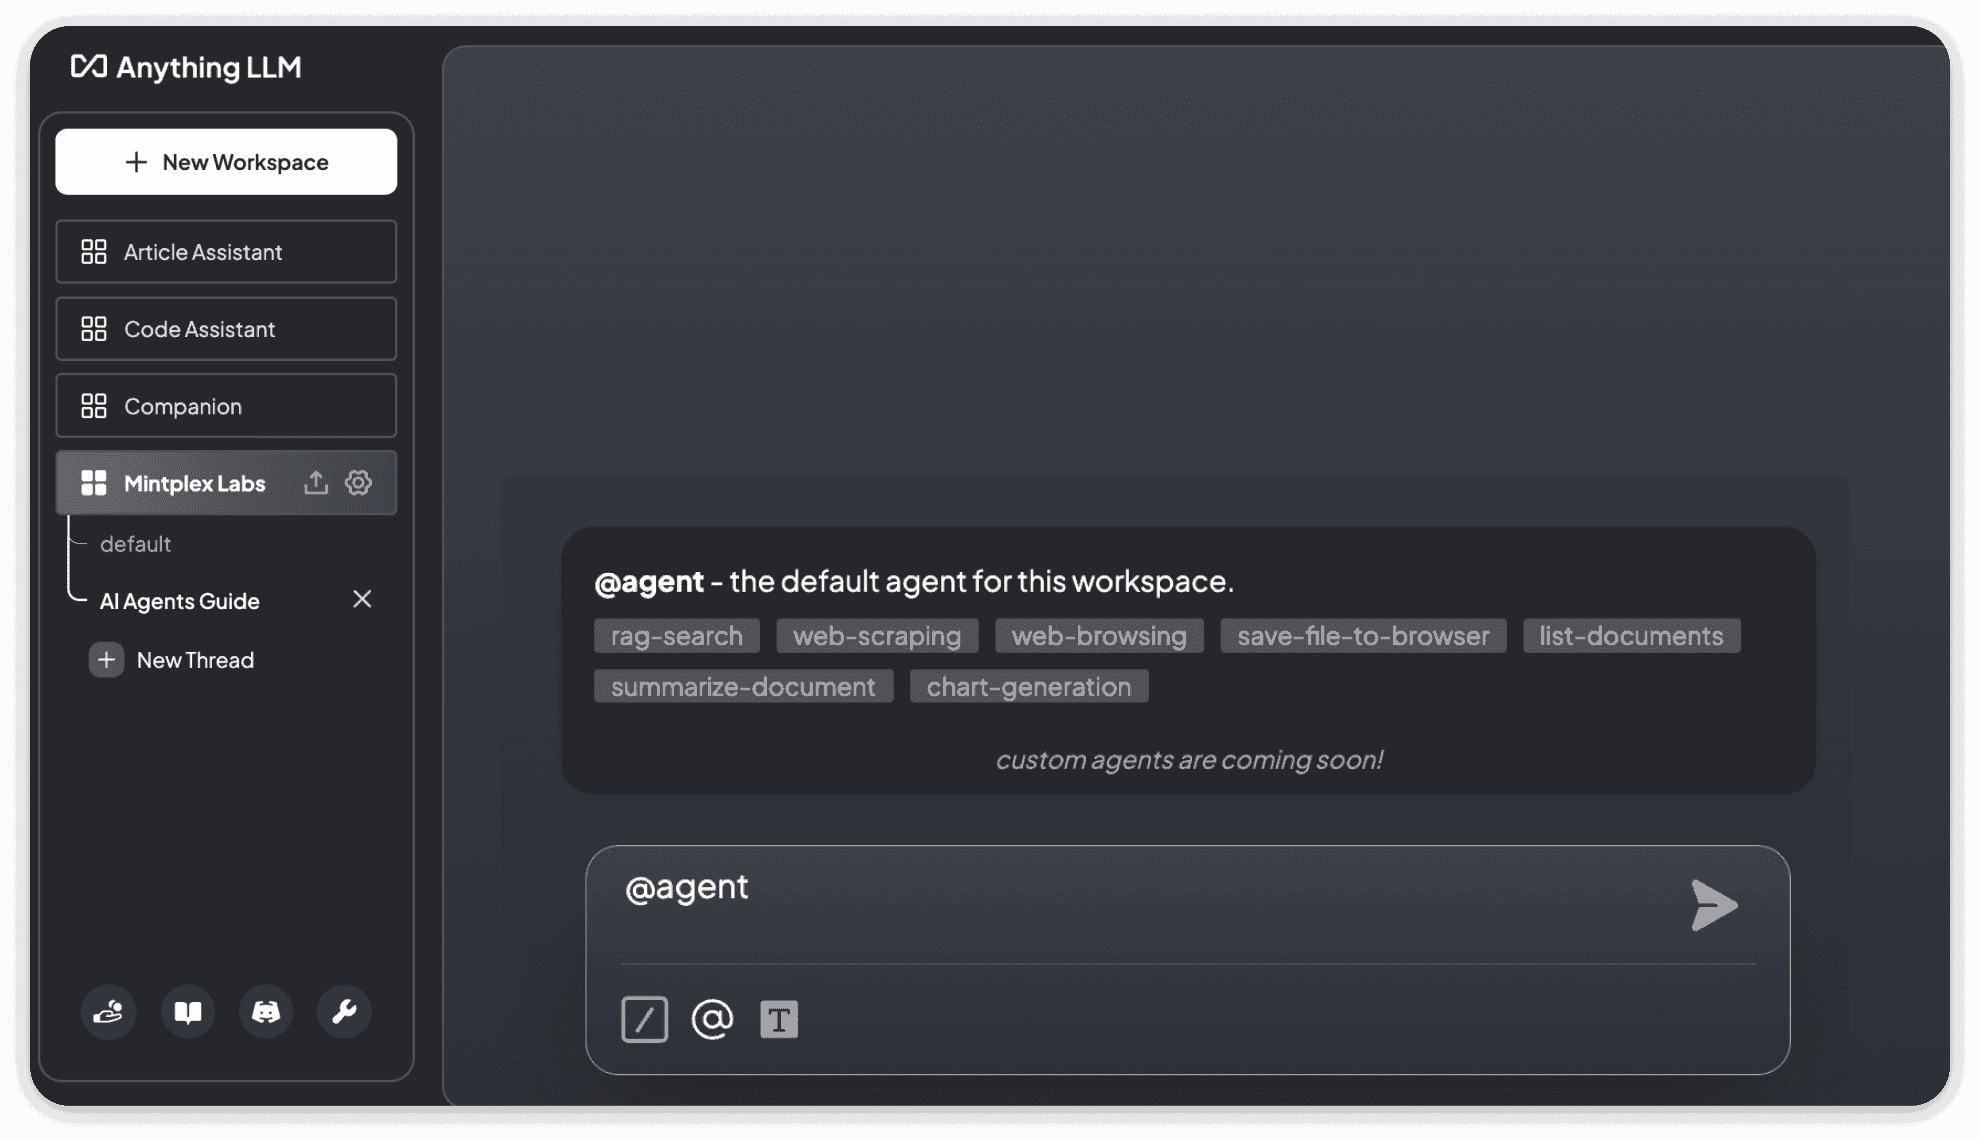 Anything LLM
New Workspace
Article Assistant
Code Assistant
Companion
Mintplex Labs
default
AI Agents Guide
New Thread
@agent - the default agent for this workspace.
rag-search web-scraping web-browsing save-file-to-browser list-documents
summarize-document chart-generation
custom agents are coming soon!
@agent
/ @ T